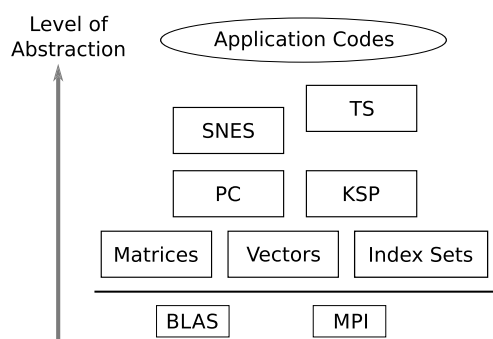 Level of
Abstraction
Application Codes
TS
SNES
PC
KSP
Matrices
Vectors
Index Sets
BLAS
MPI